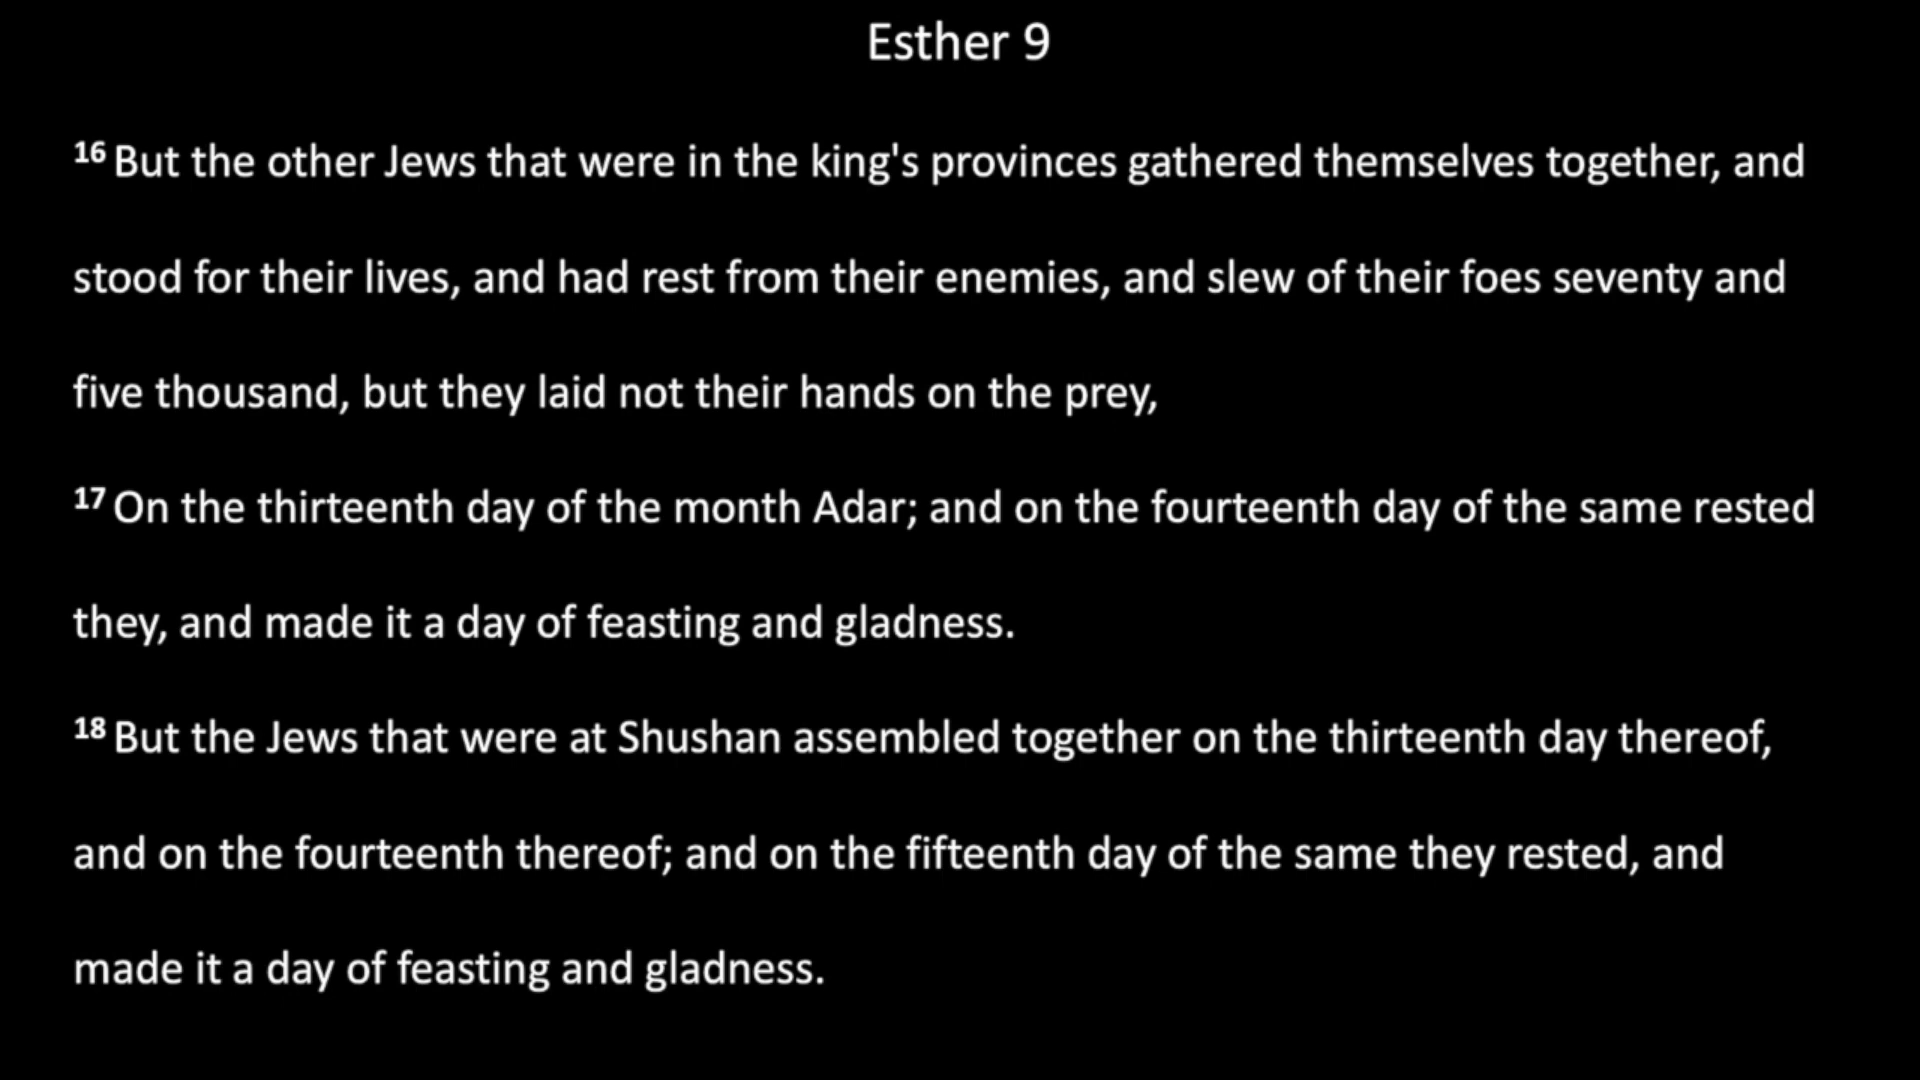 Esther 9
16 But the other Jews that were in the king's provinces gathered themselves together, and
stood for their lives, and had rest from their enemies, and slew of their foes seventy and
five thousand, but they laid not their hands on the prey,
17 On the thirteenth day of the month Adar; and on the fourteenth day of the same rested
they, and made it a day of feasting and gladness.
18 But the Jews that were at Shushan assembled together on the thirteenth day thereof,
and on the fourteenth thereof; and on the fifteenth day of the same they rested, and
made it a day of feasting and gladness.